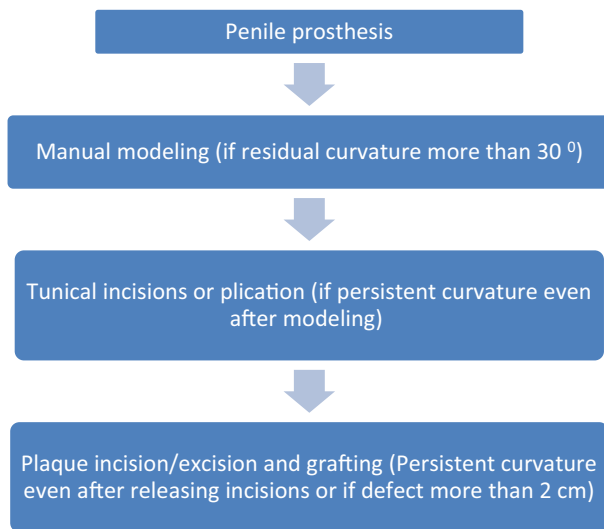 Penile prosthesis
Manual modeling (if residual curvature more than 30 ⁰)
Tunical incisions or plication (if persistent curvature even
after modeling)
Plaque incision/excision and grafting (Persistent curvature
even after releasing incisions or if defect more than 2 cm)